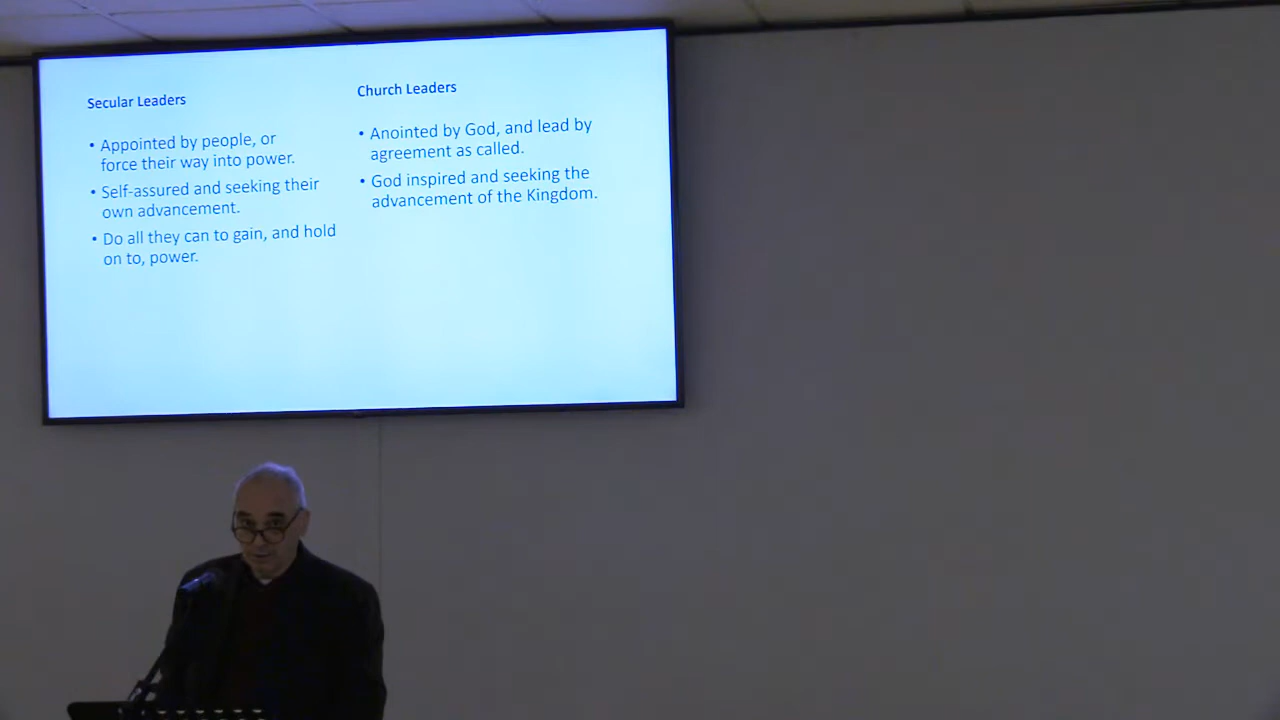 Secular Leaders
• Appointed by people, or
force their way into power.
• Self-assured and seeking their
own advancement.
• Do all they can to gain, and hold
on to, power.
Church Leaders
• Anointed by God, and lead by
agreement as called.
• God inspired and seeking the
advancement of the Kingdom.